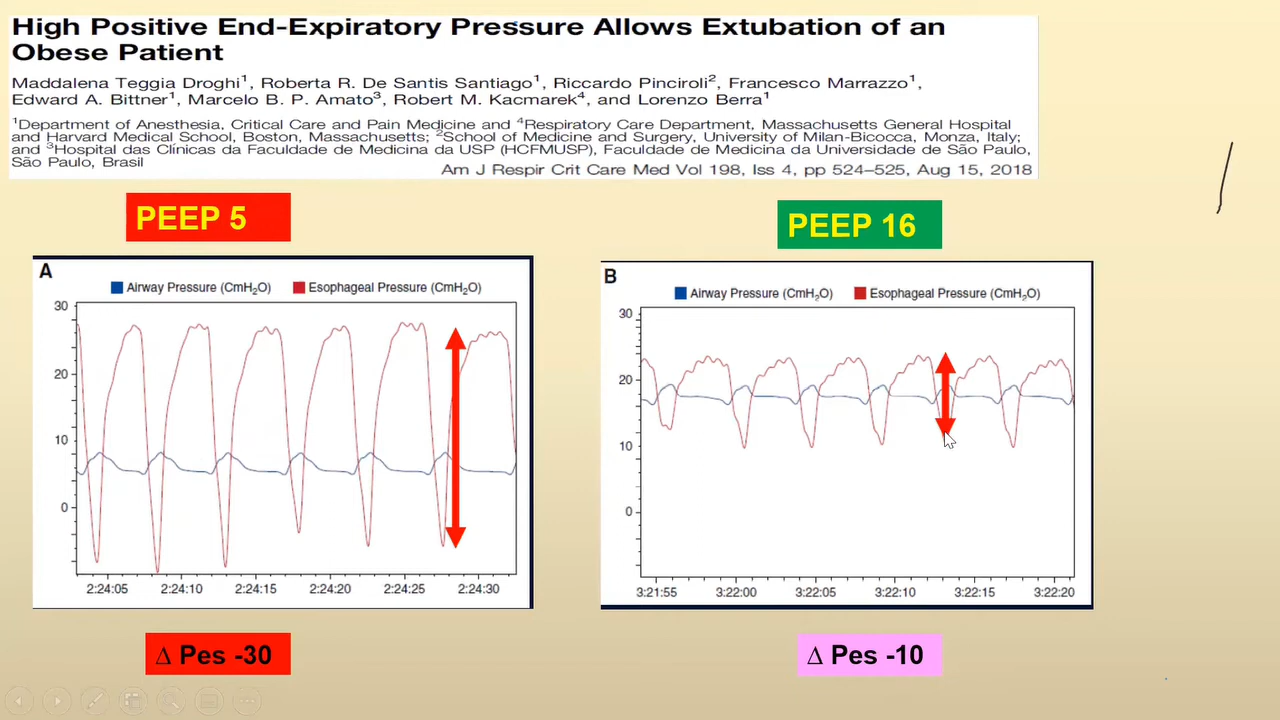 High Positive End-Expiratory Pressure Allows Extubation of an
Obese Patient
Maddalena Teggia Droghi¹, Roberta R. De Santis Santiago¹, Riccardo Pinciroli², Francesco Marrazzo¹,
Edward A. Bittner¹, Marcelo B. P. Amato³, Robert M. Kacmarek⁴, and Lorenzo Berra¹
¹Department of Anesthesia, Critical Care and Pain Medicine and ⁴Respiratory Care Department, Massachusetts General Hospital
and Harvard Medical School, Boston, Massachusetts; ²School of Medicine and Surgery, University of Milan-Bicocca, Monza, Italy;
and ³Hospital das Clínicas da Faculdade de Medicina da USP (HCFMUSP), Faculdade de Medicina da Universidade de São Paulo,
São Paulo, Brasil
Am J Respir Crit Care Med Vol 198, Iss 4, pp 524–525, Aug 15, 2018
PEEP 5
A
Airway Pressure (CmH₂O) Esophageal Pressure (CmH₂O)
30
20
10
0
2:24:05 2:24:10 2:24:15 2:24:20 2:24:25 2:24:30
∆ Pes -30
PEEP 16
B
Airway Pressure (CmH₂O) Esophageal Pressure (CmH₂O)
30
20
10
0
3:21:55 3:22:00 3:22:05 3:22:10 3:22:15 3:22:20
∆ Pes -10